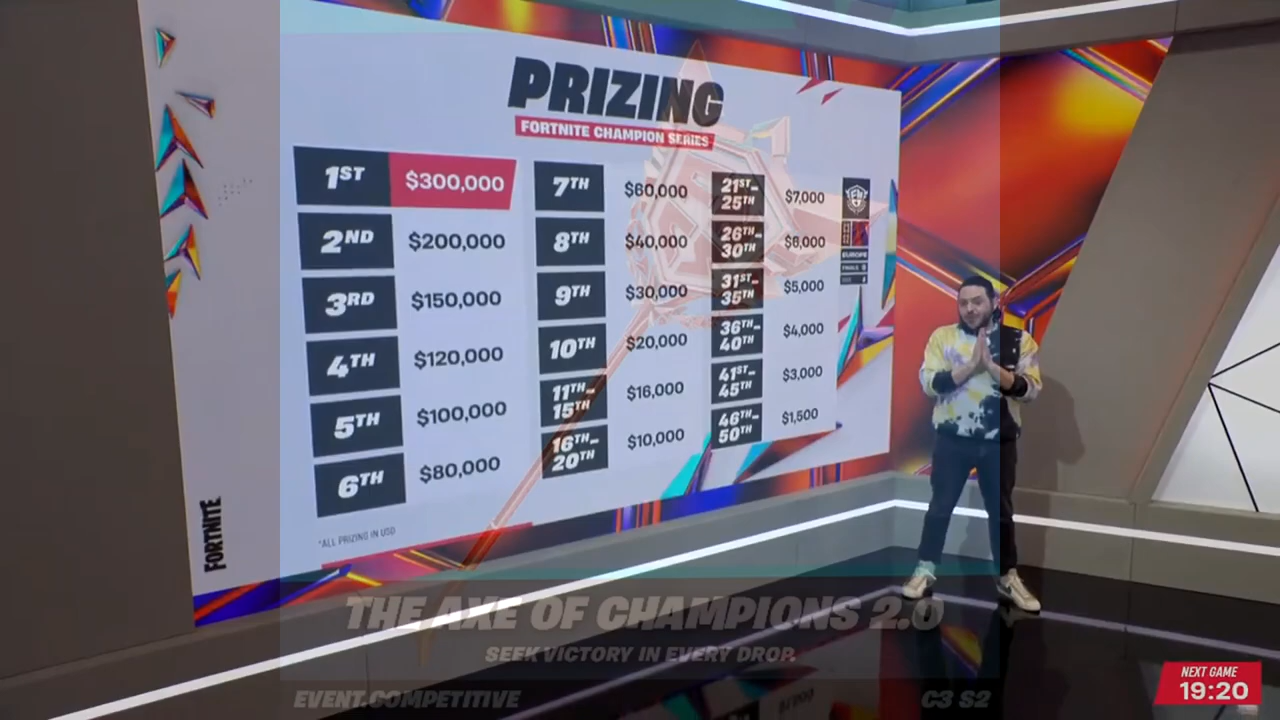 PRIZING
FORTNITE CHAMPION SERIES
1ST $300,000
2ND $200,000
3RD $150,000
4TH $120,000
5TH $100,000
6TH $80,000
7TH $60,000
8TH $40,000
9TH $30,000
10TH $20,000
11TH-
15TH
$16,000
16TH-
20TH
$10,000
21ST-
25TH
$7,000
26TH-
30TH
$6,000
31ST-
35TH
$5,000
36TH-
40TH
$4,000
41ST-
45TH
$3,000
46TH-
50TH
$1,500
EUROPE
FINALS
*ALL PRIZING IN USD
FORTNITE
THE AXE OF CHAMPIONS 2.0
SEEK VICTORY IN EVERY DROP.
EVENT.COMPETITIVE
C3 S2
NEXT GAME
19:20